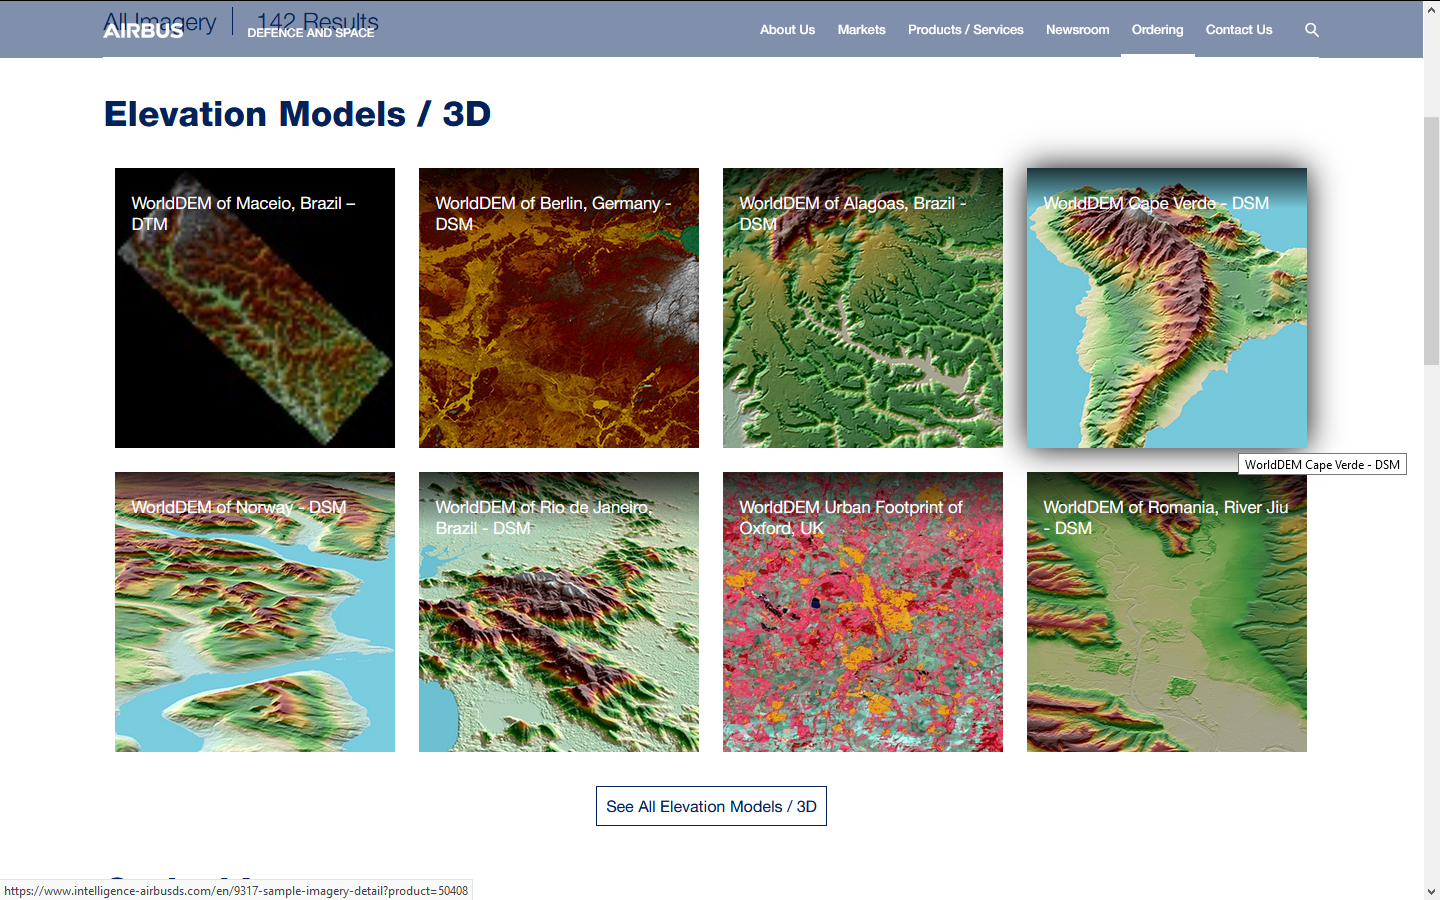 All Imagery 142 Results
AIRBUS DEFENCE AND SPACE About Us Markets Products / Services Newsroom Ordering Contact Us
Elevation Models / 3D
WorldDEM of Maceio, Brazil –
DTM
WorldDEM of Berlin, Germany -
DSM
WorldDEM of Alagoas, Brazil -
DSM
WorldDEM Cape Verde - DSM
WorldDEM Cape Verde - DSM
WorldDEM of Norway - DSM
WorldDEM of Rio de Janeiro,
Brazil - DSM
WorldDEM Urban Footprint of
Oxford, UK
WorldDEM of Romania, River Jiu
- DSM
See All Elevation Models / 3D
https://www.intelligence-airbusds.com/en/9317-sample-imagery-detail?product=50408